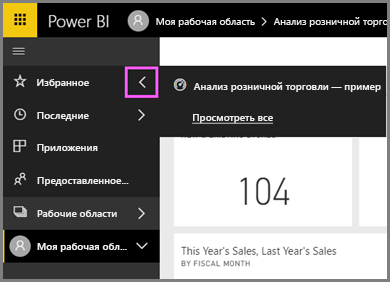 Power BI
Моя рабочая область
Анализ розничной торго
Избранное
Анализ розничной торговли — пример
Последние
Просмотреть все
Приложения
Предоставленное...
104
Рабочие области
Моя рабочая обл...
This Year's Sales, Last Year's Sales
BY FISCAL MONTH